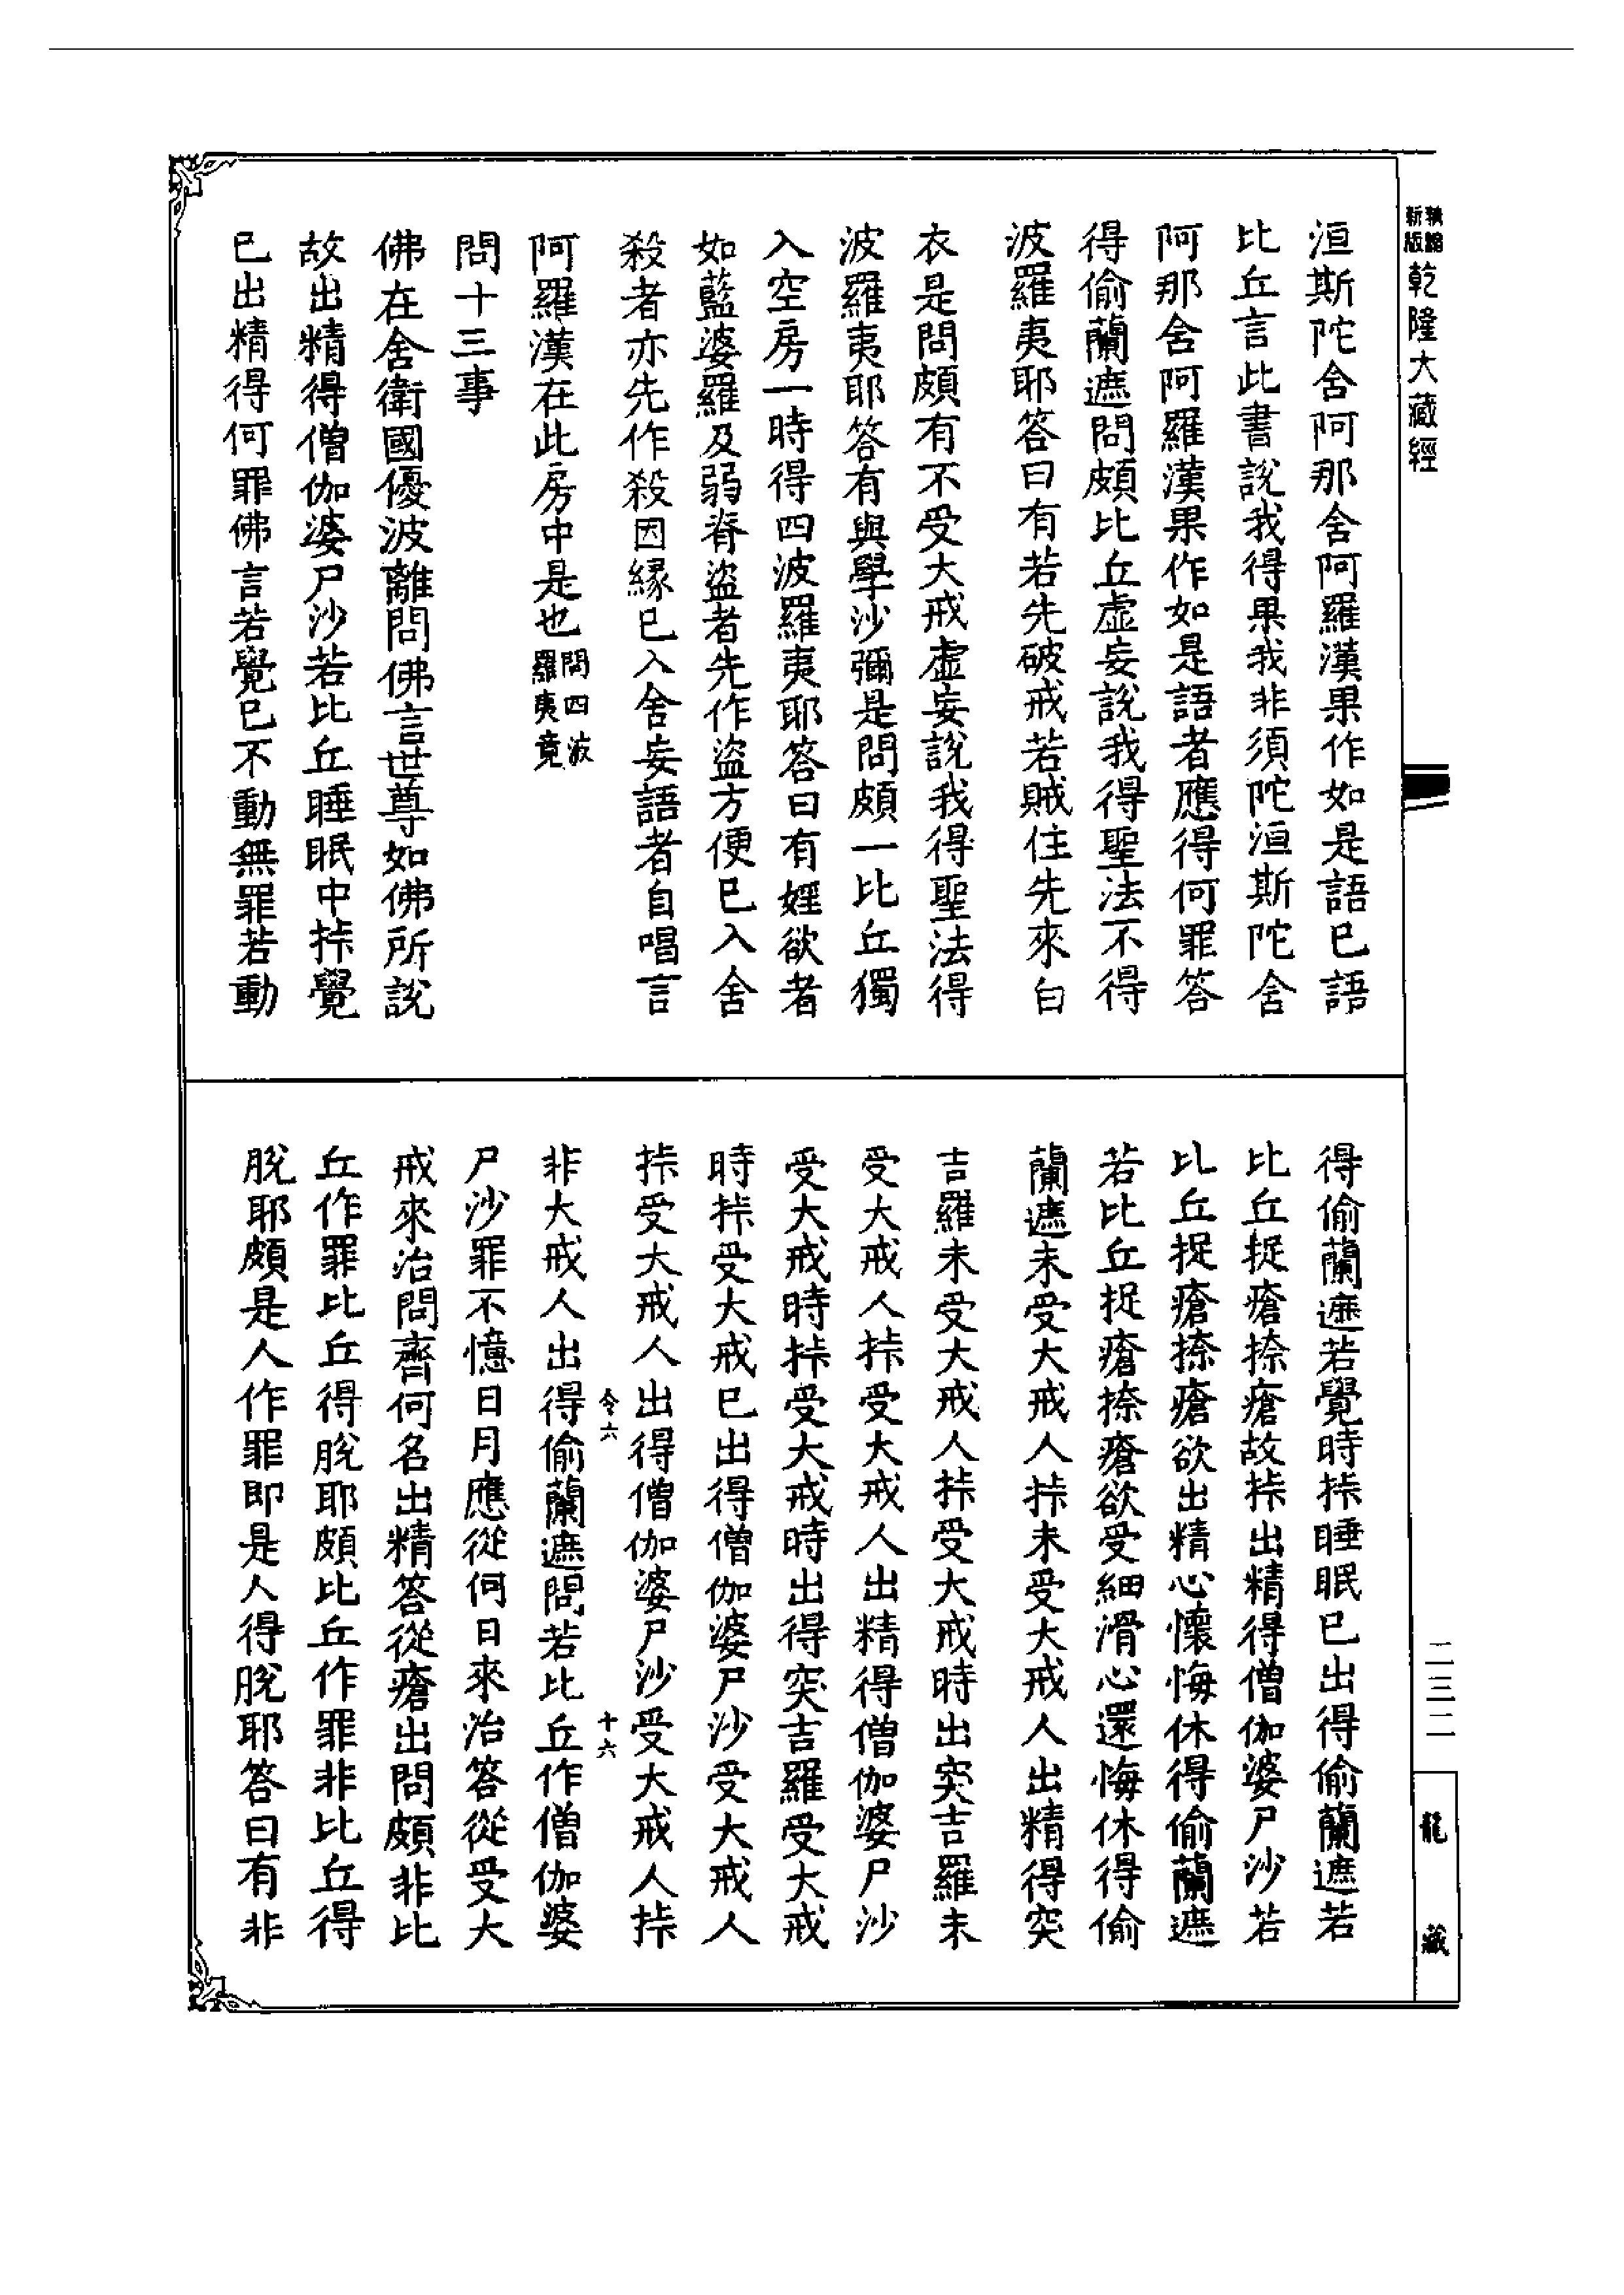 新版
乾隆大藏經
洹斯陀舍阿那舍阿羅漢果作如是語已語
比丘言此書說我得果我非須陀洹斯陀舍
阿那舍阿羅漢果作如是語者應得何罪答
得偷蘭遮問頗比丘虛妄說我得聖法不得
波羅夷耶答曰有若先破戒若賊住先來白
衣是問頗有不受大戒虛妄說我得聖法得
波羅夷耶答有與學沙彌是問頗一比丘獨
入空房一時得四波羅夷耶答曰有婬欲者
如藍婆羅及弱脊盜者先作盜方便已入舍
殺者亦先作殺因緣已入舍妄語者自唱言
阿羅漢在此房中是也問四波羅夷竟
問十三事
佛在舍衛國優波離問佛言世尊如佛所說
故出精得僧伽婆尸沙若比丘睡眠中㧊覺
已出精得何罪佛言若覺已不動無罪若動
得偷蘭遮若覺時㧊睡眠已出得偷蘭遮若
比丘捉瘡捺瘡故㧊出精得僧伽婆尸沙若
比丘捉瘡捺瘡欲出精心懷悔休得偷蘭遮
若比丘捉瘡捺瘡欲受細滑心還悔休得偷
蘭遮未受大戒人㧊未受大戒人出精得突
吉羅未受大戒人㧊受大戒時出突吉羅未
受大戒人㧊受大戒人出精得僧伽婆尸沙
受大戒時㧊受大戒時出得突吉羅受大戒
時㧊受大戒已出得僧伽婆尸沙受大戒人
㧊受大戒人出得僧伽婆尸沙受大戒人㧊
令六
十六
非大戒人出得偷蘭遮問若比丘作僧伽婆
尸沙罪不憶日月應從何日來治答從受大
戒來治問齊何名出精答從瘡出問頗非比
丘作罪比丘得脫耶頗比丘作罪非比丘得
脫耶頗是人作罪即是人得脫耶答曰有非
二三二
龍藏